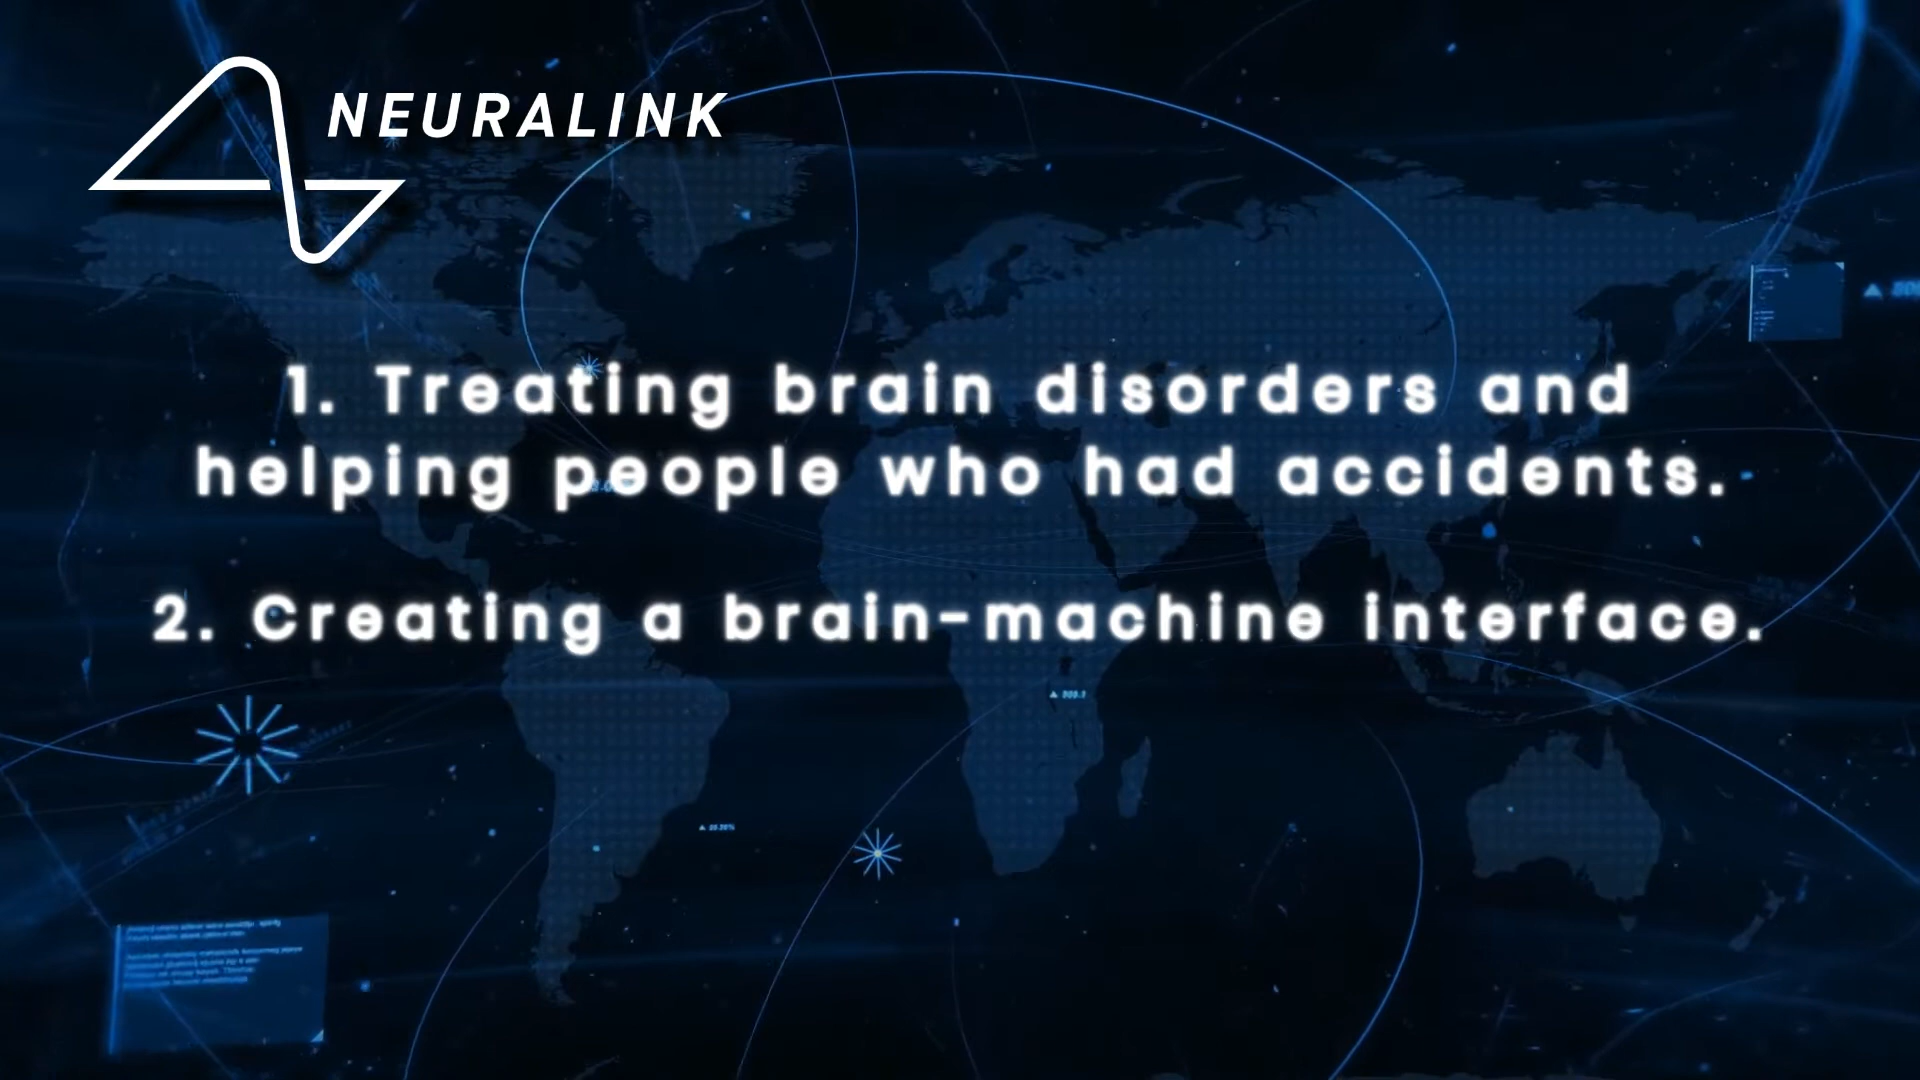 NEURALINK
1. Treating brain disorders and
helping people who had accidents.
2. Creating a brain-machine interface.